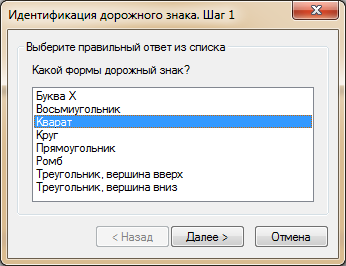 Идентификация дорожного знака. Шаг 1
Выберите правильный ответ из списка
Какой формы дорожный знак?
Буква X
Восьмиугольник
Кварат
Круг
Прямоугольник
Ромб
Треугольник, вершина вверх
Треугольник, вершина вниз
< Назад Далее > Отмена